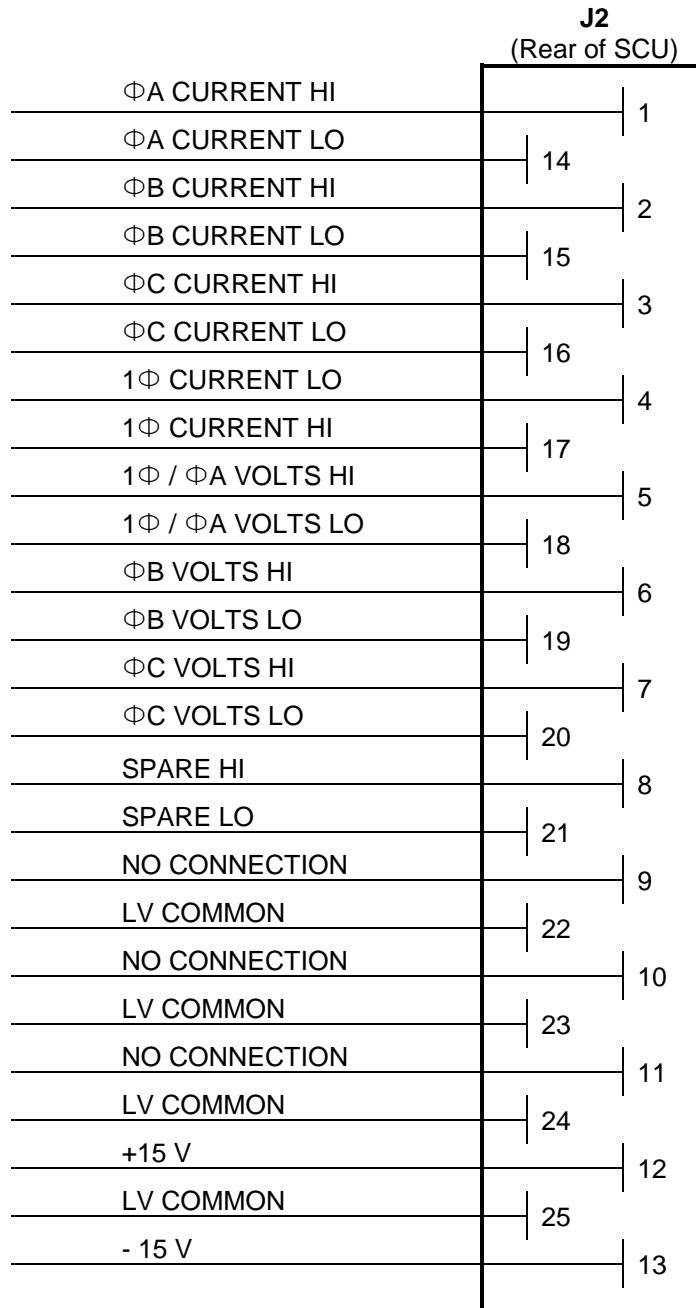 J2
(Rear of SCU)
ΦA CURRENT HI
1
ΦA CURRENT LO
14
ΦB CURRENT HI
2
ΦB CURRENT LO
15
ΦC CURRENT HI
3
ΦC CURRENT LO
16
1Φ CURRENT LO
4
1Φ CURRENT HI
17
1Φ / ΦA VOLTS HI
5
1Φ / ΦA VOLTS LO
18
ΦB VOLTS HI
6
ΦB VOLTS LO
19
ΦC VOLTS HI
7
ΦC VOLTS LO
20
SPARE HI
8
SPARE LO
21
NO CONNECTION
9
LV COMMON
22
NO CONNECTION
10
LV COMMON
23
NO CONNECTION
11
LV COMMON
24
+15 V
12
LV COMMON
25
- 15 V
13